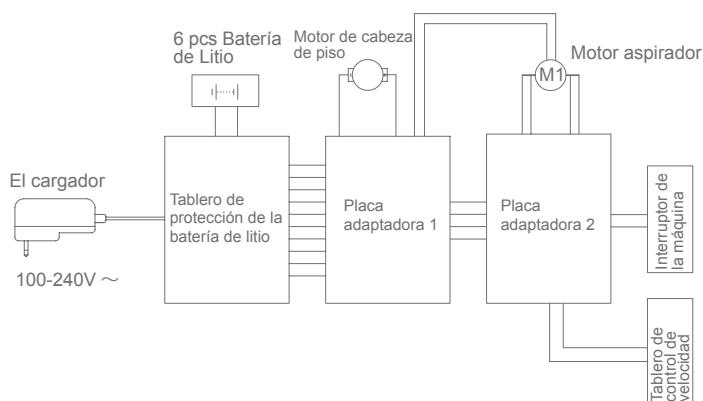 6 pcs Batería
de Litio
Motor de cabeza
de piso
Motor aspirador
M1
El cargador
100-240V ～
Tablero de
protección de la
batería de litio
Placa
adaptadora 1
Placa
adaptadora 2
Interruptor de
la máquina
Tablero de
control de
velocidad